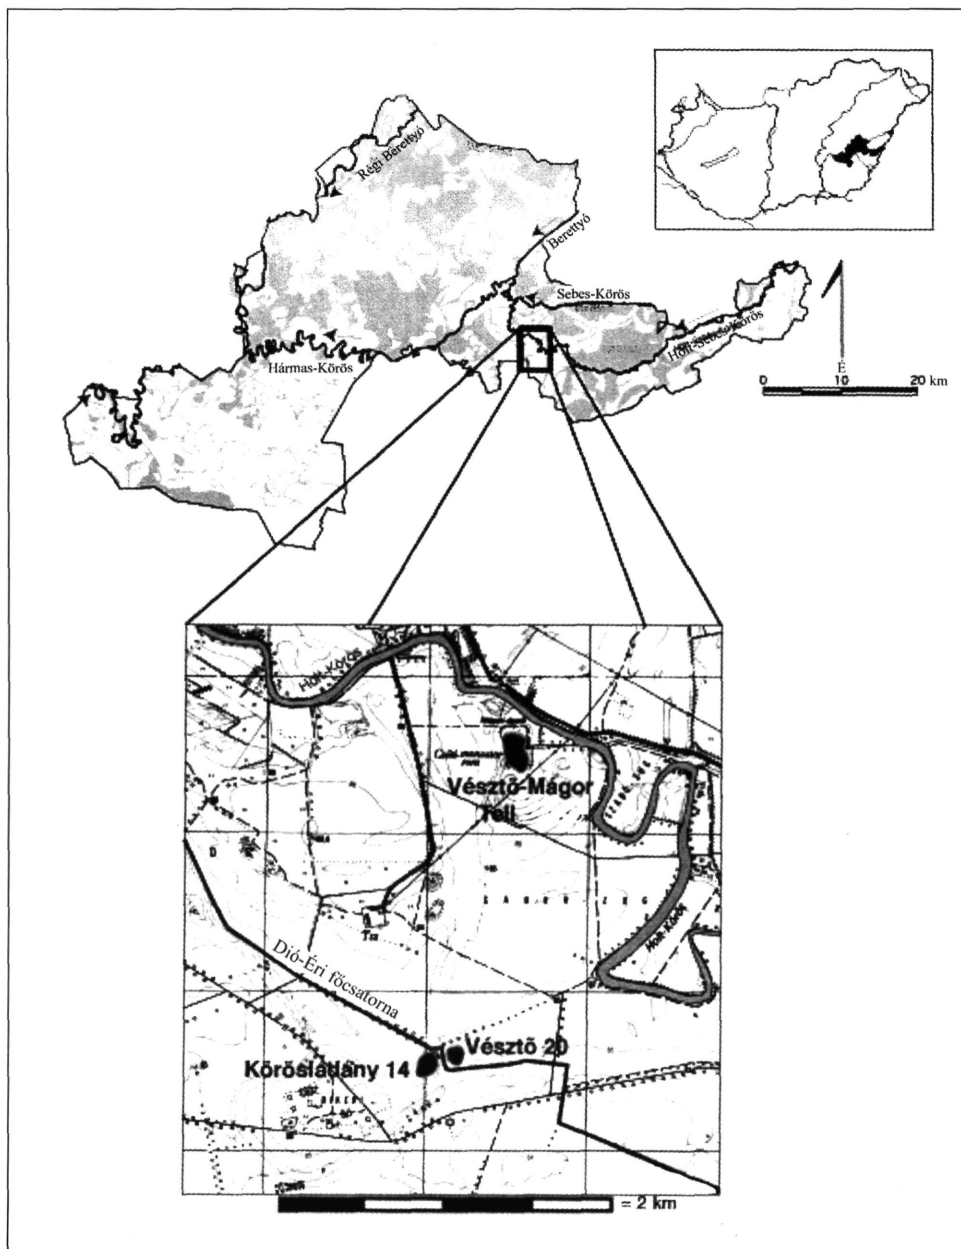 Régi Berettyó
Berettyó
Sebes-Körös
Holt-Sebes-Körös
Hármas-Körös
É
0 10 20 km
Holt-Körös
Vésztő-Mágor
Tell
Holt-Körös
Dió-Éri főcsatorna
Vésztő 20
Körösladány 14
= 2 km